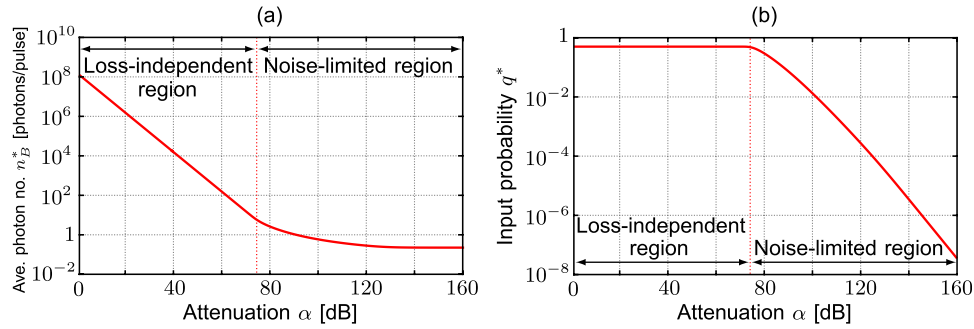 (a)
Ave. photon no. n*_B [photons/pulse]
10^10
10^8
10^6
10^4
10^2
1
10^−2
Loss-independent region
Noise-limited region
0 40 80 120 160
Attenuation α [dB]
(b)
Input probability q*
1
10^−2
10^−4
10^−6
10^−8
Loss-independent region
Noise-limited region
0 40 80 120 160
Attenuation α [dB]